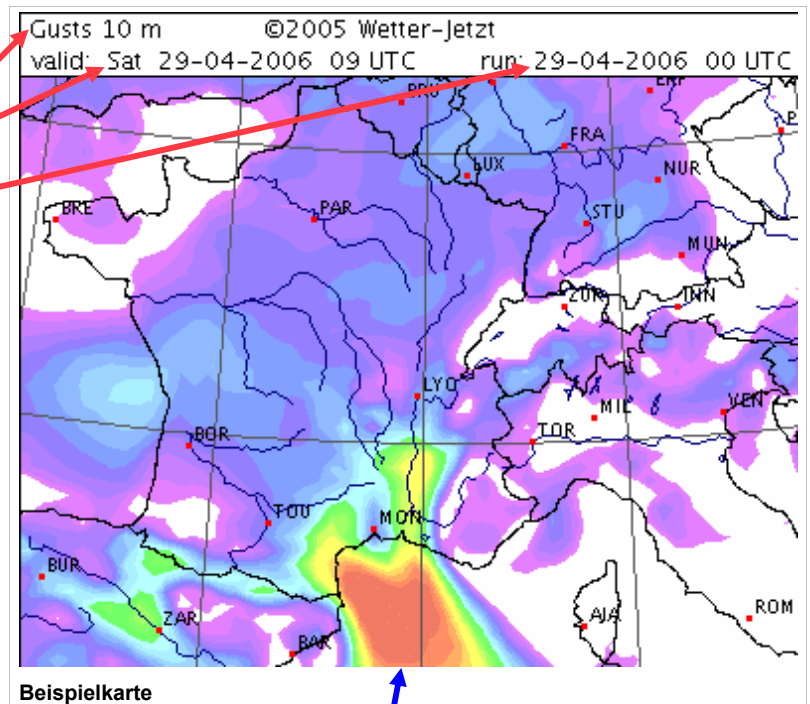 Gusts 10 m ©2005 Wetter-Jetzt
valid: Sat 29-04-2006 09 UTC run: 29-04-2006 00 UTC
BRU
ERF
FRA
LUX
NUR
BRE
PAR
STU
MUN
ZUR
INN
LYO
MIL
VEN
BOR
TOR
TOU
MON
BUR
ZAR
BAR
AJA
ROM
Beispielkarte